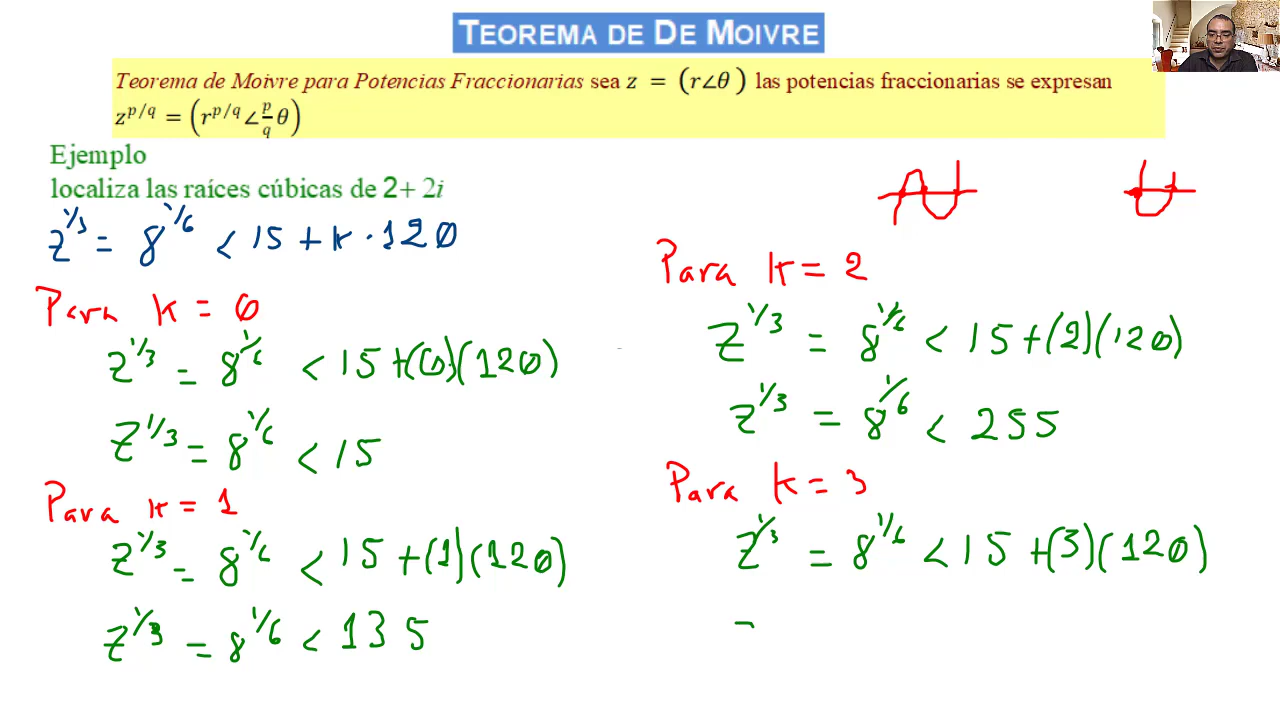 TEOREMA DE DE MOIVRE
Teorema de Moivre para Potencias Fraccionarias sea z = (r∠θ) las potencias fraccionarias se expresan
z^{p/q} = (r^{p/q}∠\frac{p}{q}θ)
Ejemplo
localiza las raíces cúbicas de 2+ 2i
z^{1/3} = 8^{1/6} < 15 + k · 120
Para k = 0
z^{1/3} = 8^{1/6} < 15 + (0)(120)
z^{1/3} = 8^{1/6} < 15
Para k = 1
z^{1/3} = 8^{1/6} < 15 + (1)(120)
z^{1/3} = 8^{1/6} < 135
Para k = 2
z^{1/3} = 8^{1/6} < 15 + (2)(120)
z^{1/3} = 8^{1/6} < 255
Para k = 3
z^{1/3} = 8^{1/6} < 15 + (3)(120)